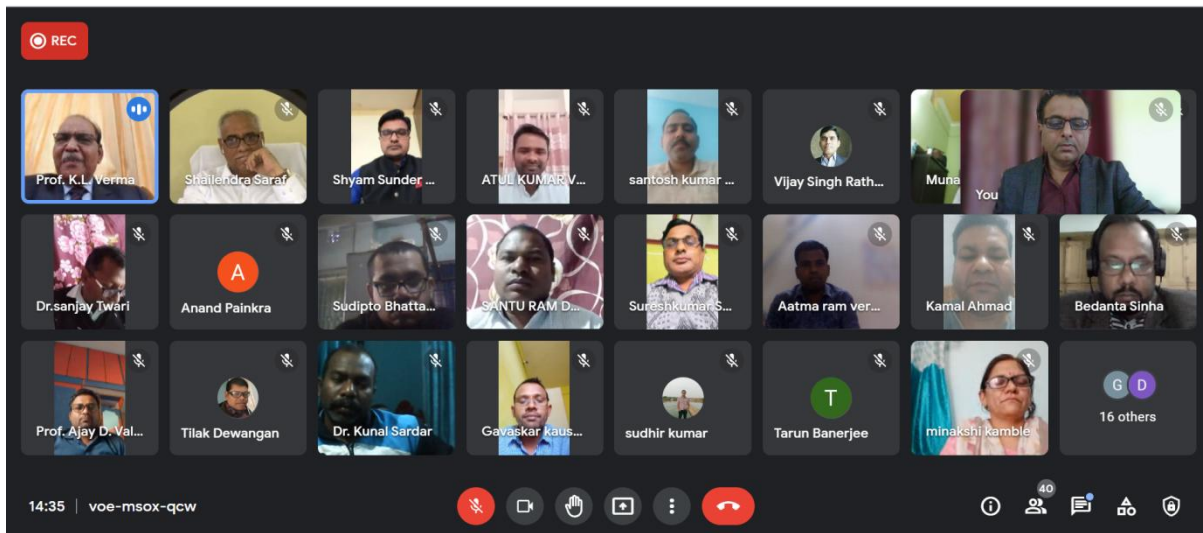 REC
Prof. K.L. Verma
Shailendra Saraf
Shyam Sunder ...
ATUL KUMAR V...
santosh kumar ...
Vijay Singh Rath...
Muna
You
Dr.sanjay Twari
A
Anand Painkra
Sudipto Bhatta...
SANTU RAM D...
Sureshkumar S...
Aatma ram ver...
Kamal Ahmad
Bedanta Sinha
Prof. Ajay D. Val...
Tilak Dewangan
Dr. Kunal Sardar
Gavaskar kaus...
sudhir kumar
T
Tarun Banerjee
minakshi kamble
G D
16 others
14:35 | voe-msox-qcw
40